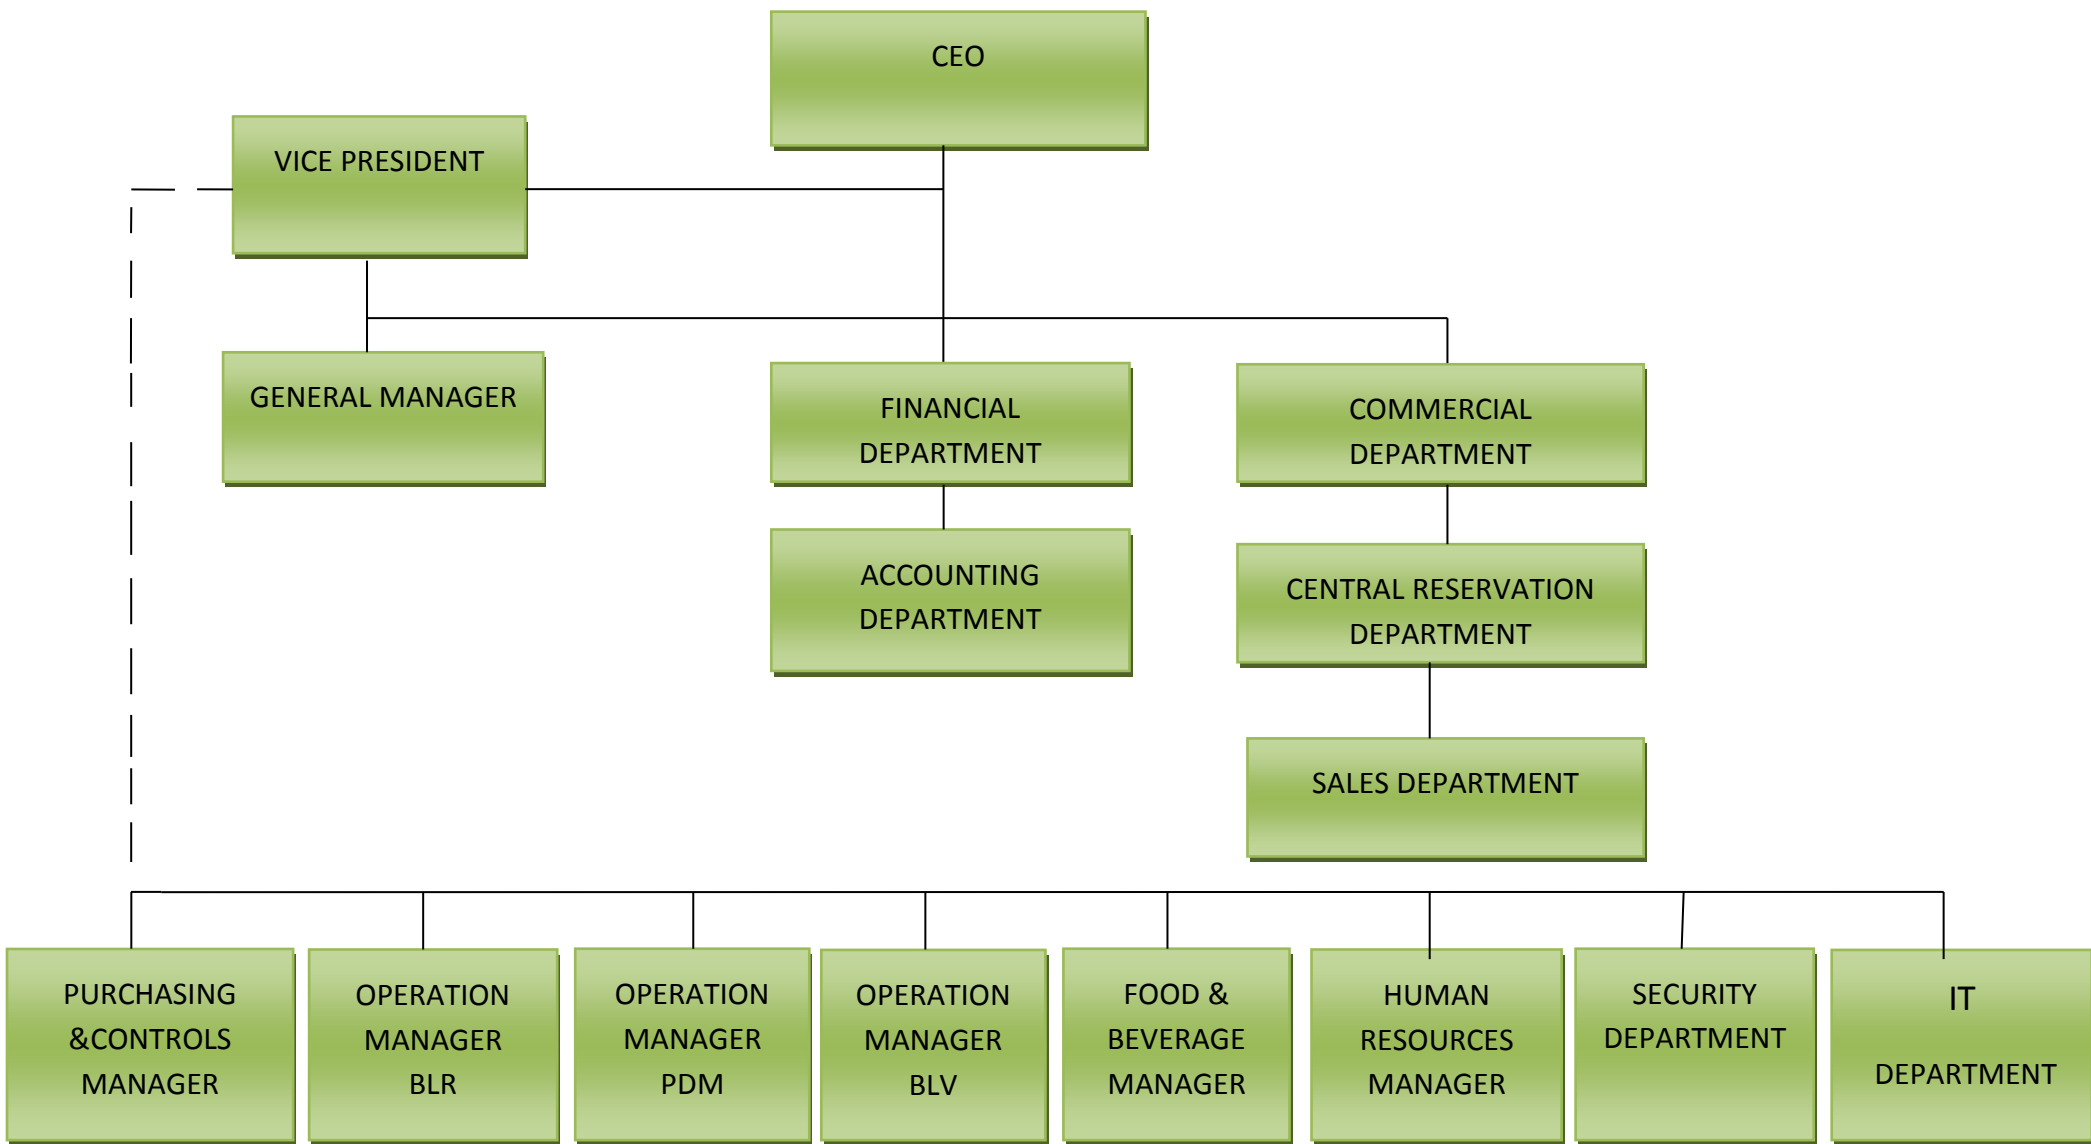 CEO
VICE PRESIDENT
GENERAL MANAGER
FINANCIAL
DEPARTMENT
COMMERCIAL
DEPARTMENT
ACCOUNTING
DEPARTMENT
CENTRAL RESERVATION
DEPARTMENT
SALES DEPARTMENT
PURCHASING
&CONTROLS
MANAGER
OPERATION
MANAGER
BLR
OPERATION
MANAGER
PDM
OPERATION
MANAGER
BLV
FOOD &
BEVERAGE
MANAGER
HUMAN
RESOURCES
MANAGER
SECURITY
DEPARTMENT
IT
DEPARTMENT